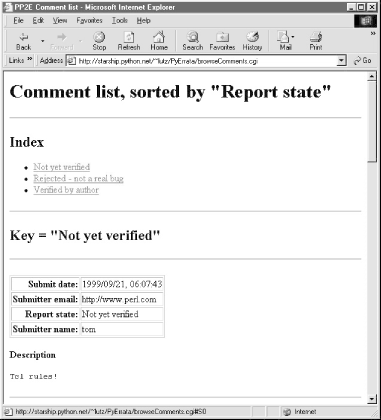 PP2E Comment list - Microsoft Internet Explorer
File Edit View Favorites Tools Help
Back Forward Stop Refresh Home Search Favorites History Mail Print
Links » Address http://starship.python.net/~lutz/PyErrata/browseComments.cgi Go
Comment list, sorted by "Report state"
Index
Not yet verified
Rejected - not a real bug
Verified by author
Key = "Not yet verified"
Submit date: 1999/09/21, 06:07:43
Submitter email: http://www.perl.com
Report state: Not yet verified
Submitter name: tom
Description
Tcl rules!
http://starship.python.net/~lutz/PyErrata/browseComments.cgi#S0 Internet